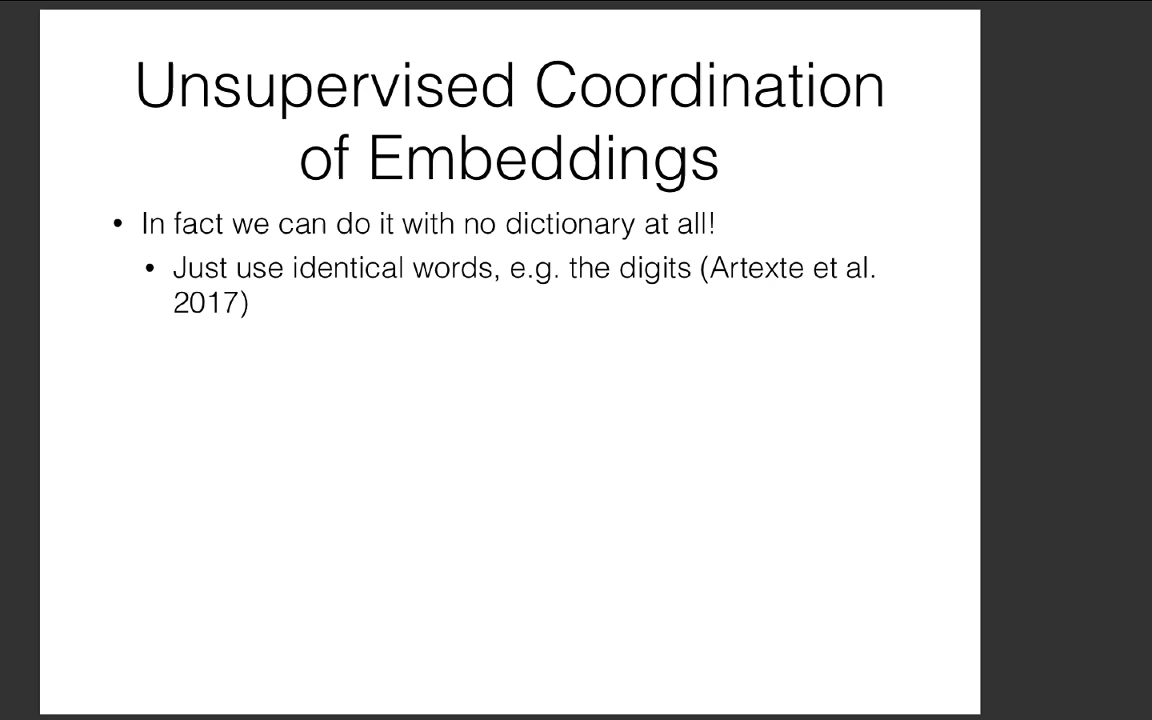 Unsupervised Coordination
of Embeddings
• In fact we can do it with no dictionary at all!
• Just use identical words, e.g. the digits (Artexte et al.
2017)